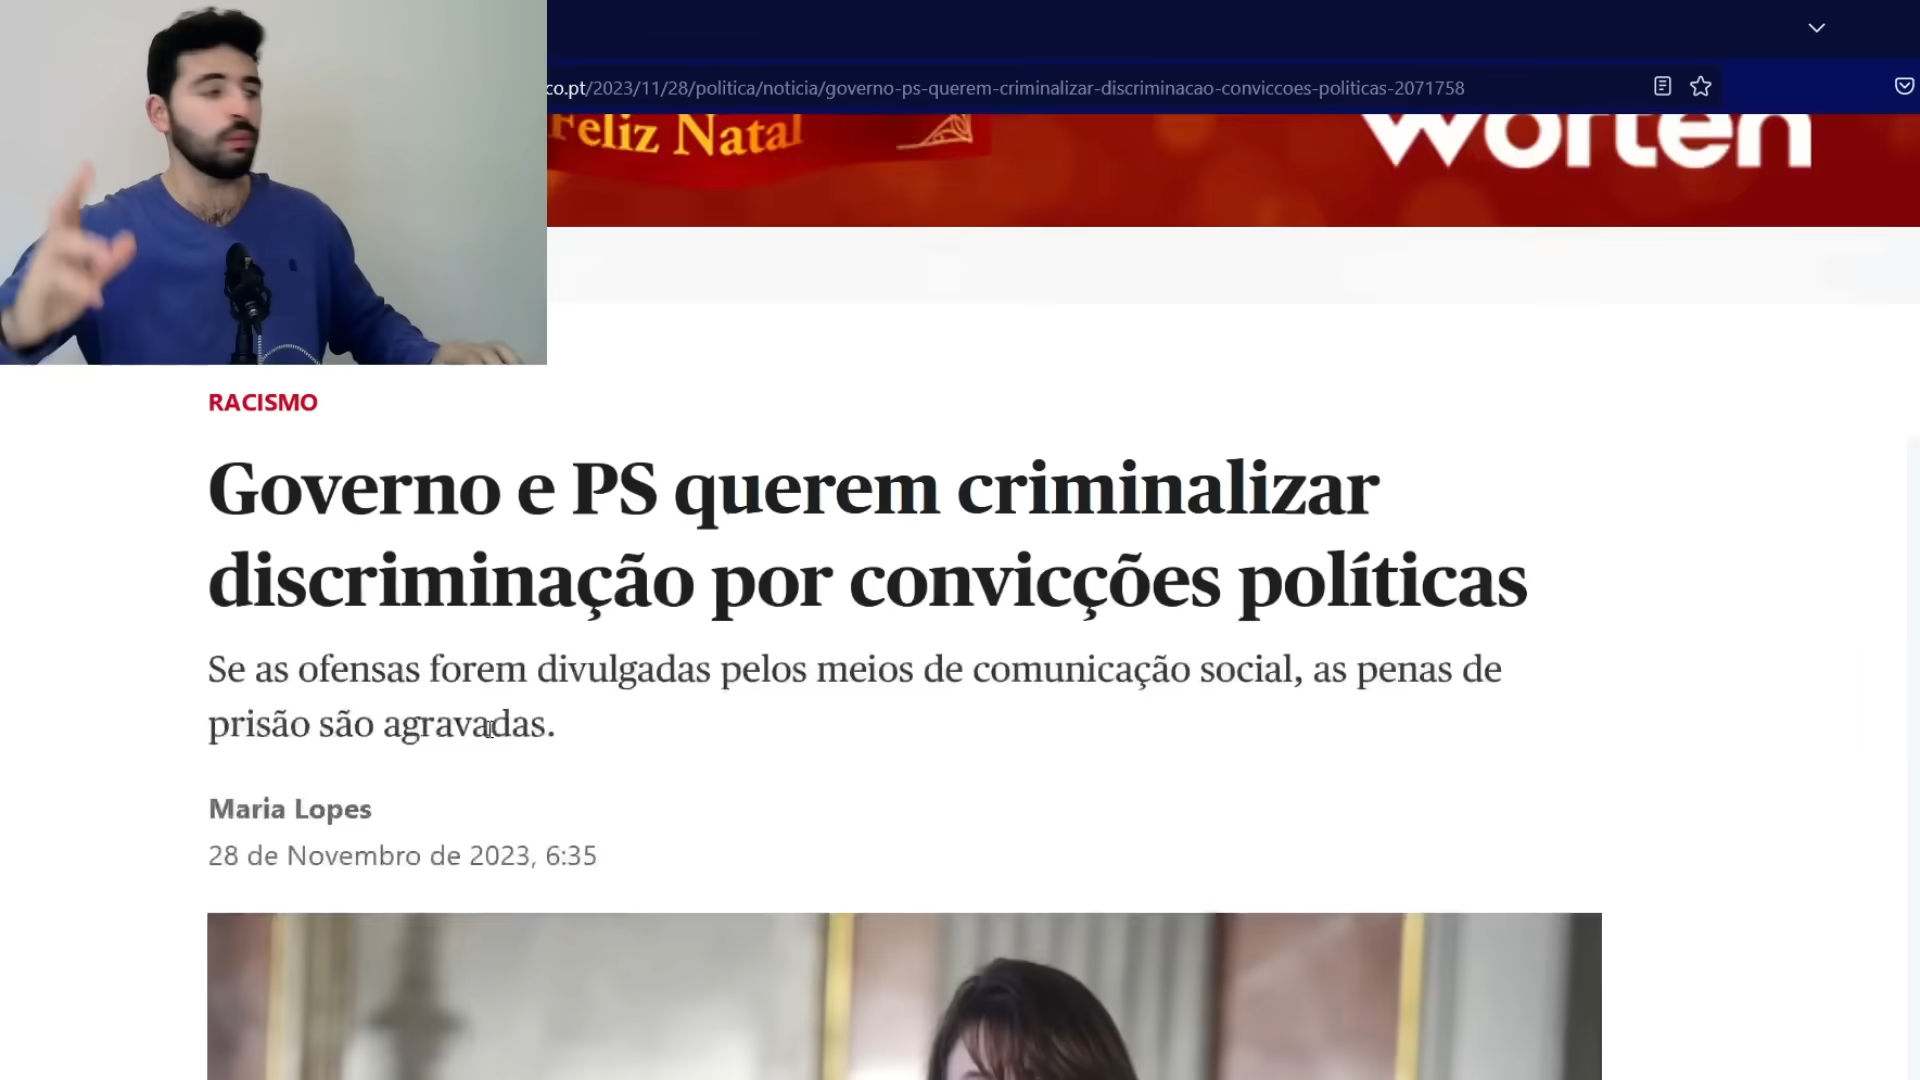 co.pt/2023/11/28/politica/noticia/governo-ps-querem-criminalizar-discriminacao-conviccoes-politicas-2071758
Feliz Natal
worten
RACISMO
Governo e PS querem criminalizar
discriminação por convicções políticas
Se as ofensas forem divulgadas pelos meios de comunicação social, as penas de
prisão são agravadas.
Maria Lopes
28 de Novembro de 2023, 6:35